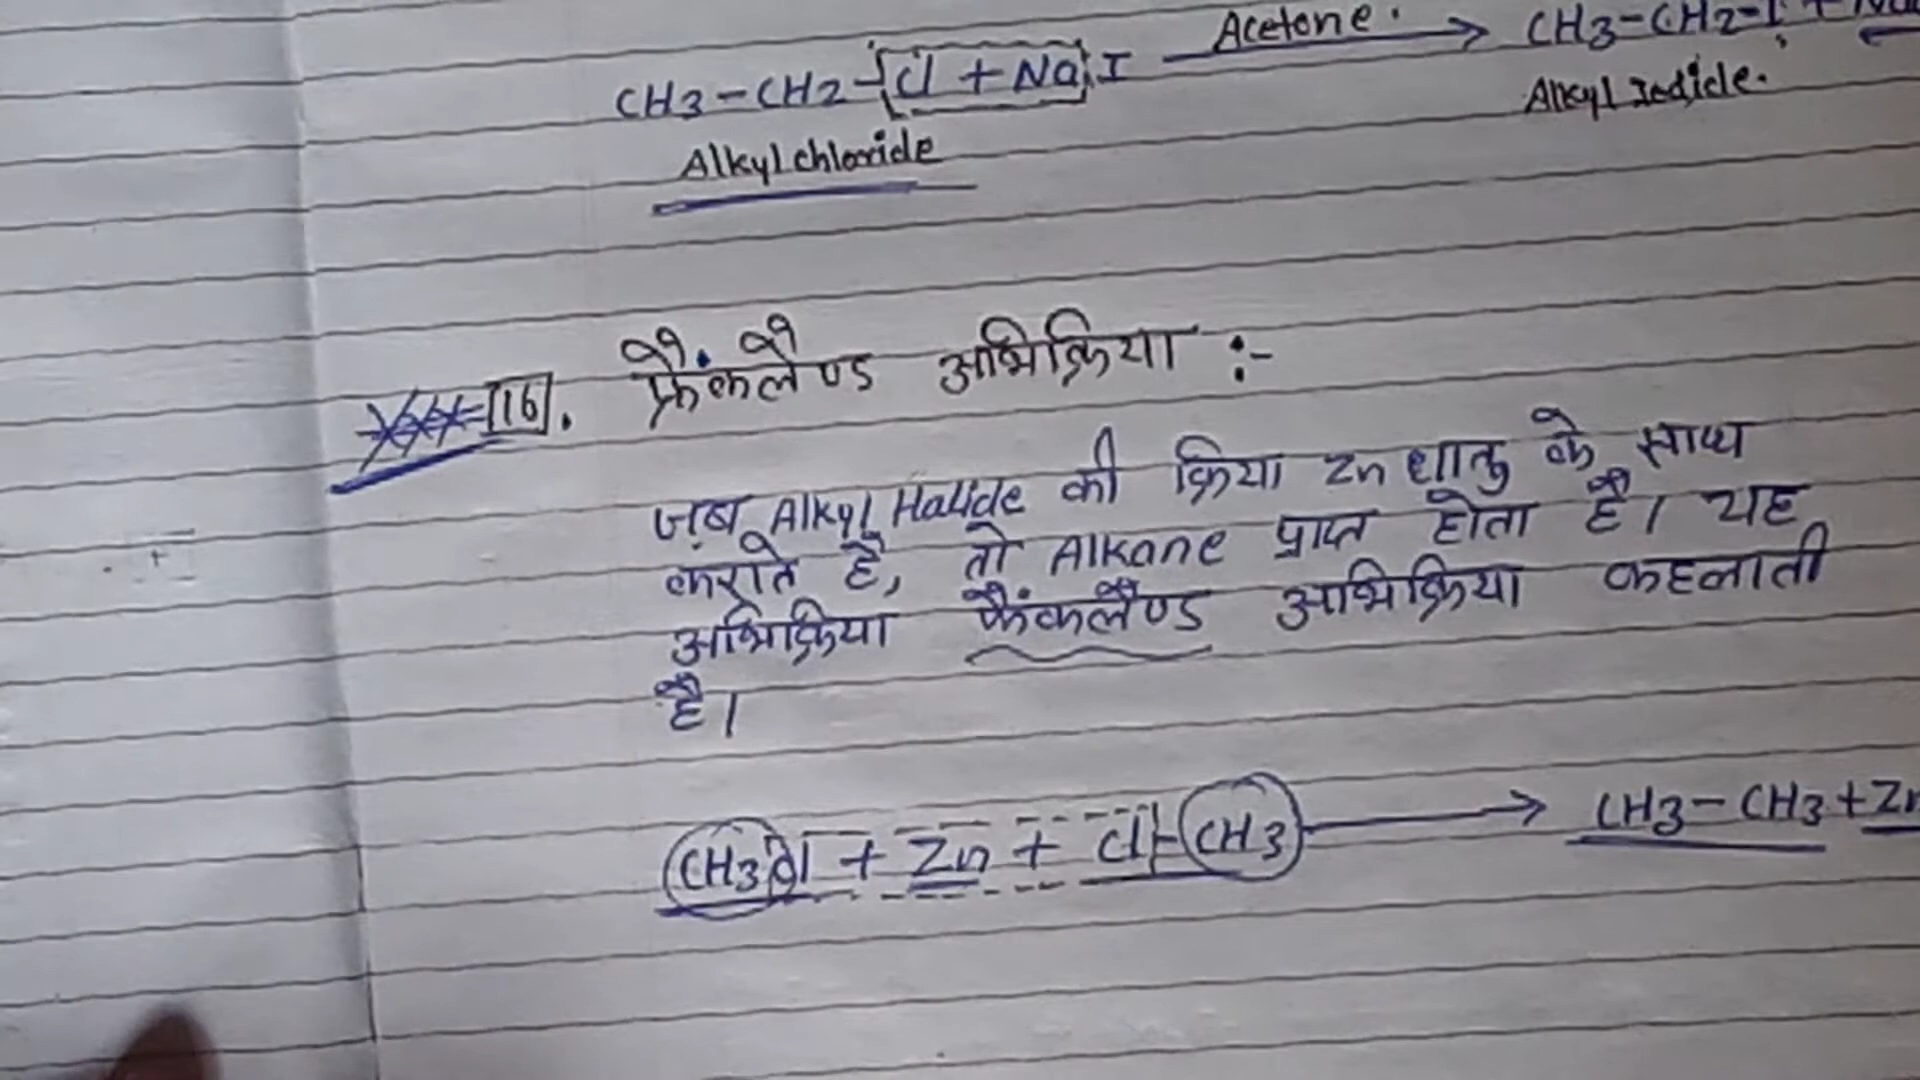 Acetone.
CH3-CH2-Cl + NaI ⟶ CH3-CH2-I +
Alkyl chloride
Alkyl Iodide.
[16]. फ्रैंकलैण्ड अभिक्रिया :-
जब Alkyl Halide की क्रिया Zn धातु के साथ
कराते है, तो Alkane प्राप्त होता है। यह
अभिक्रिया फ्रैंकलैण्ड अभिक्रिया कहलाती
है।
CH3Cl + Zn + Cl-CH3 ⟶ CH3-CH3 + Zn